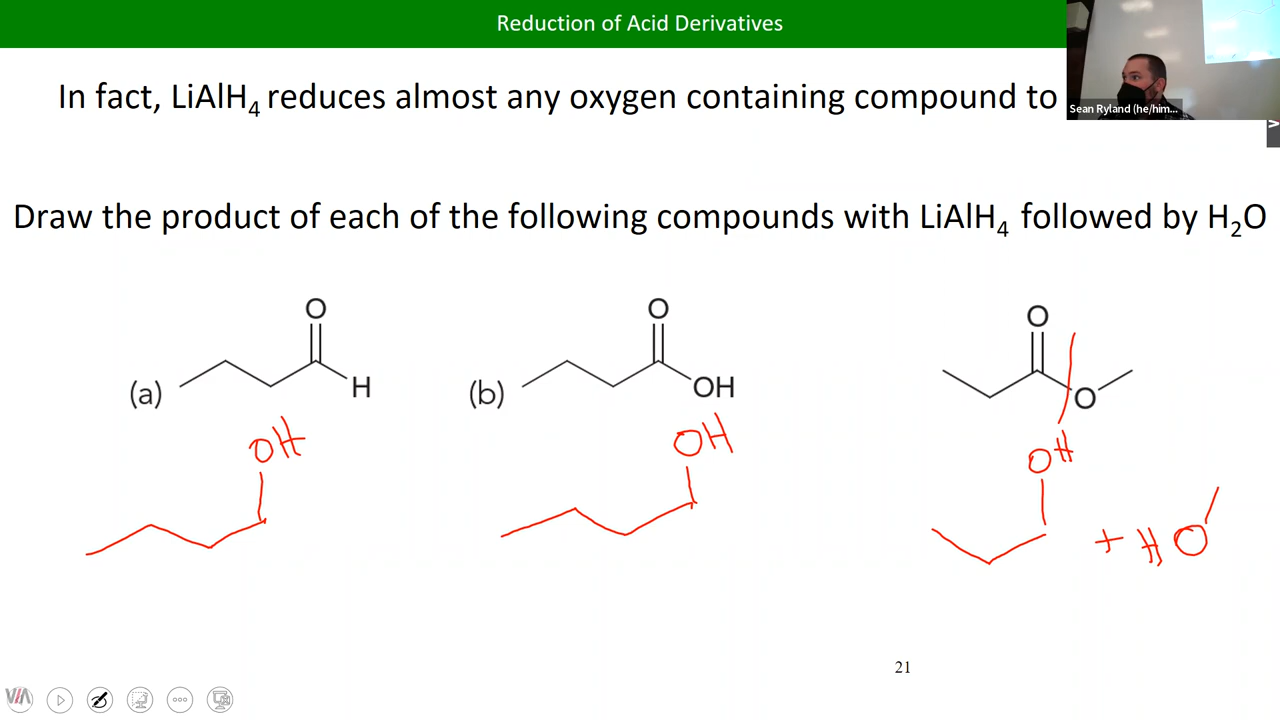 Reduction of Acid Derivatives
In fact, LiAlH4 reduces almost any oxygen containing compound to
Sean Ryland (he/him...
Draw the product of each of the following compounds with LiAlH4 followed by H2O
O
O
O
(a)
H
(b)
OH
O
OH
OH
OH
+ HO
21
VIA